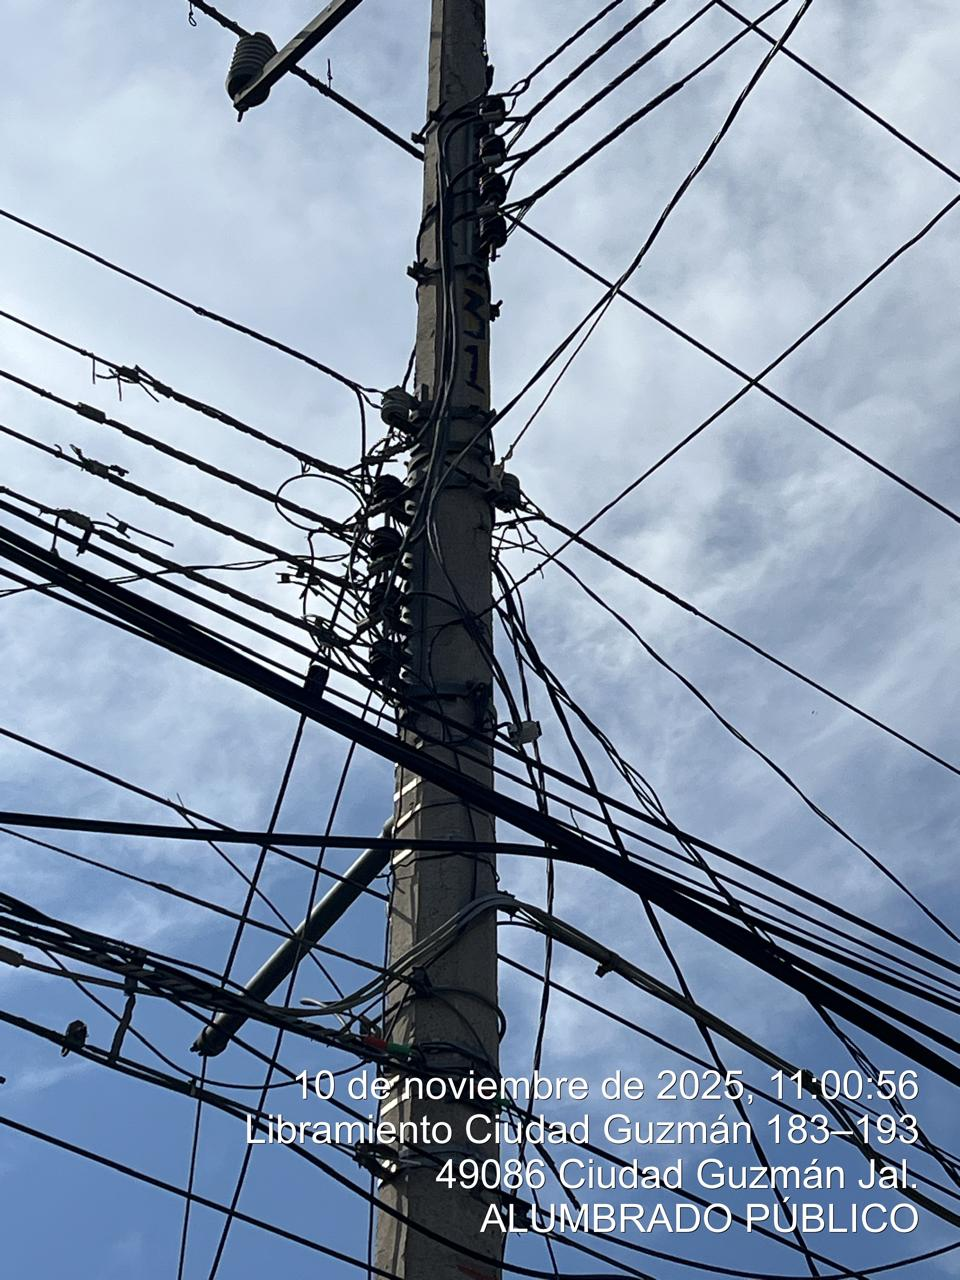 10 de noviembre de 2025, 11:00:56
Libramiento Ciudad Guzmán 183–193
49086 Ciudad Guzmán Jal.
ALUMBRADO PÚBLICO